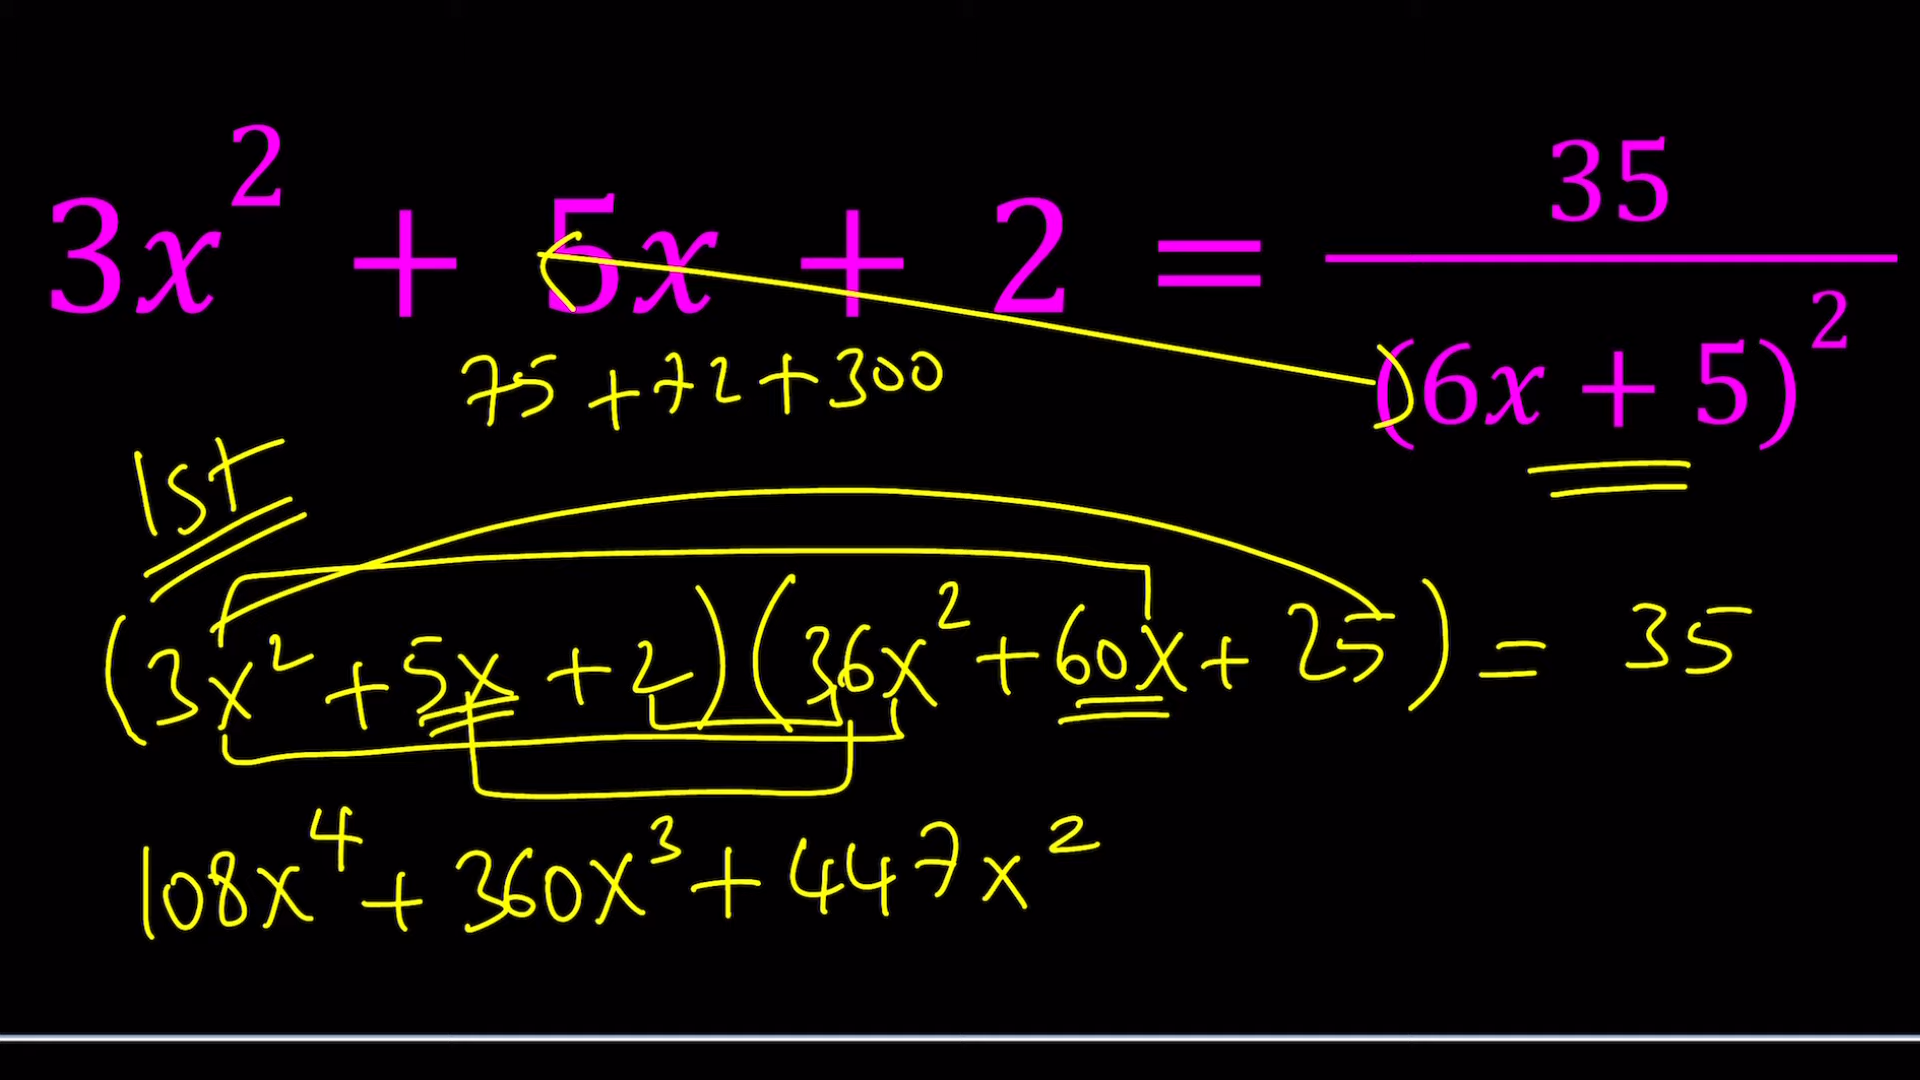 3x² + 5x + 2 = 35/(6x + 5)²
75 + 72 + 300
1st
(3x² + 5x + 2)(36x² + 60x + 25) = 35
108x⁴ + 360x³ + 447x²